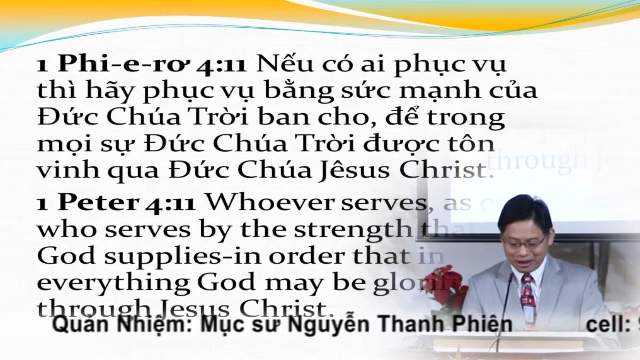 1 Phi-e-rơ 4:11 Nếu có ai phục vụ
thì hãy phục vụ bằng sức mạnh của
Đức Chúa Trời ban cho, để trong
mọi sự Đức Chúa Trời được tôn
vinh qua Đức Chúa Jêsus Christ.
1 Peter 4:11 Whoever serves, as
who serves by the strength
God supplies-in order that in
everything God may be
through Jesus Christ.
through
Quản Nhiệm: Mục sư Nguyễn Thanh Phiên cell: